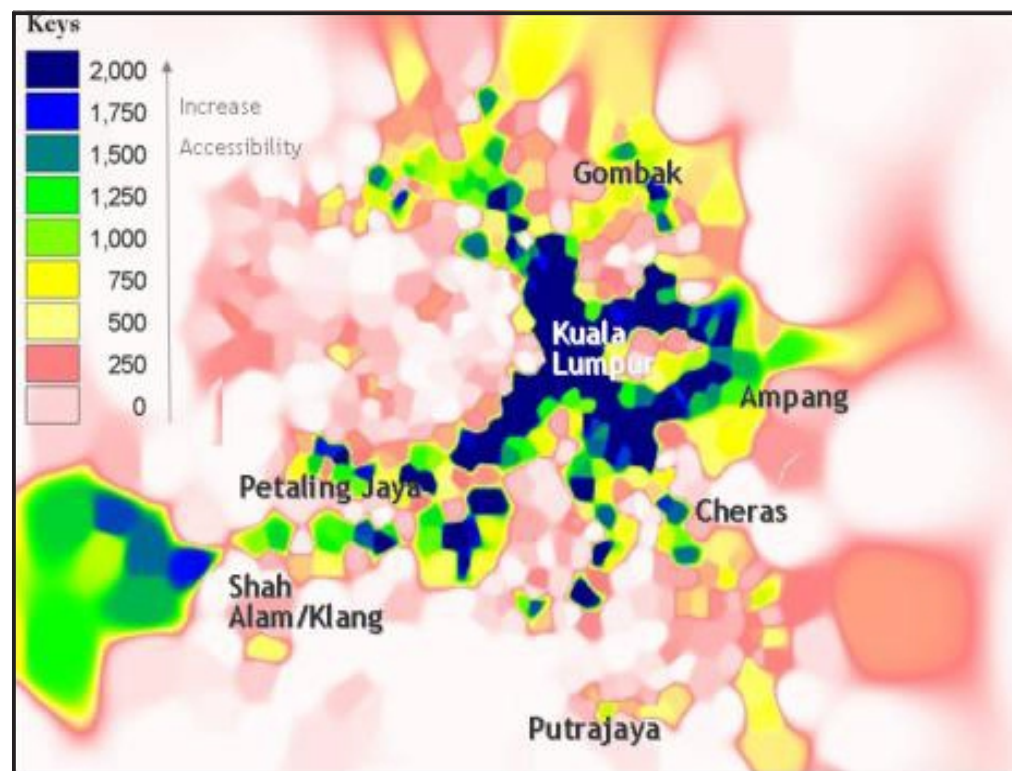 Keys
2,000
1,750
1,500
1,250
1,000
750
500
250
0
Increase
Accessibility
Gombak
Kuala
Lumpur
Ampang
Petaling Jaya
Cheras
Shah
Alam/Klang
Putrajaya